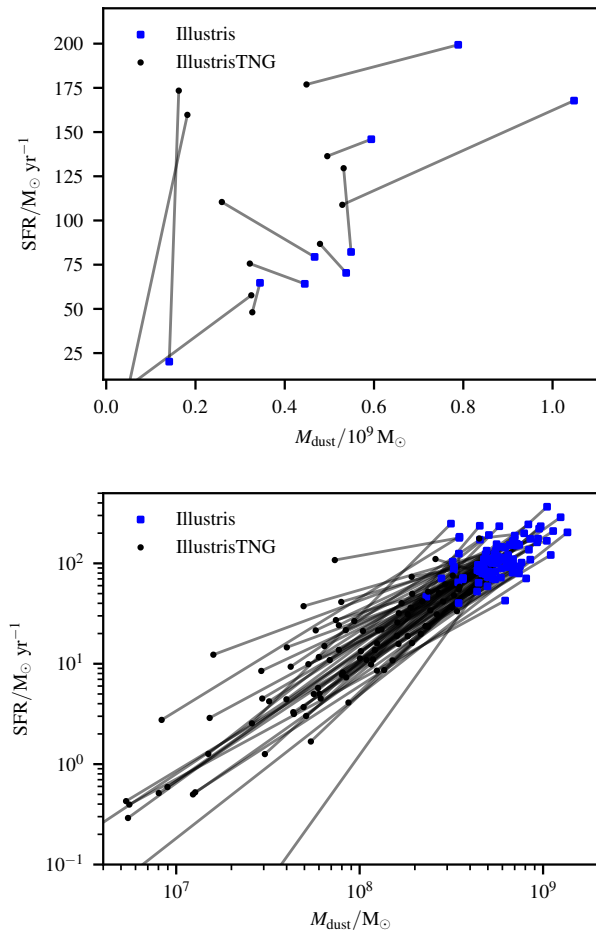 Illustris
IllustrisTNG
200
175
150
125
100
75
50
25
SFR/M⊙ yr⁻¹
0.0 0.2 0.4 0.6 0.8 1.0
M_dust/10⁹ M⊙
Illustris
IllustrisTNG
10²
10¹
10⁰
10⁻¹
SFR/M⊙ yr⁻¹
10⁷ 10⁸ 10⁹
M_dust/M⊙